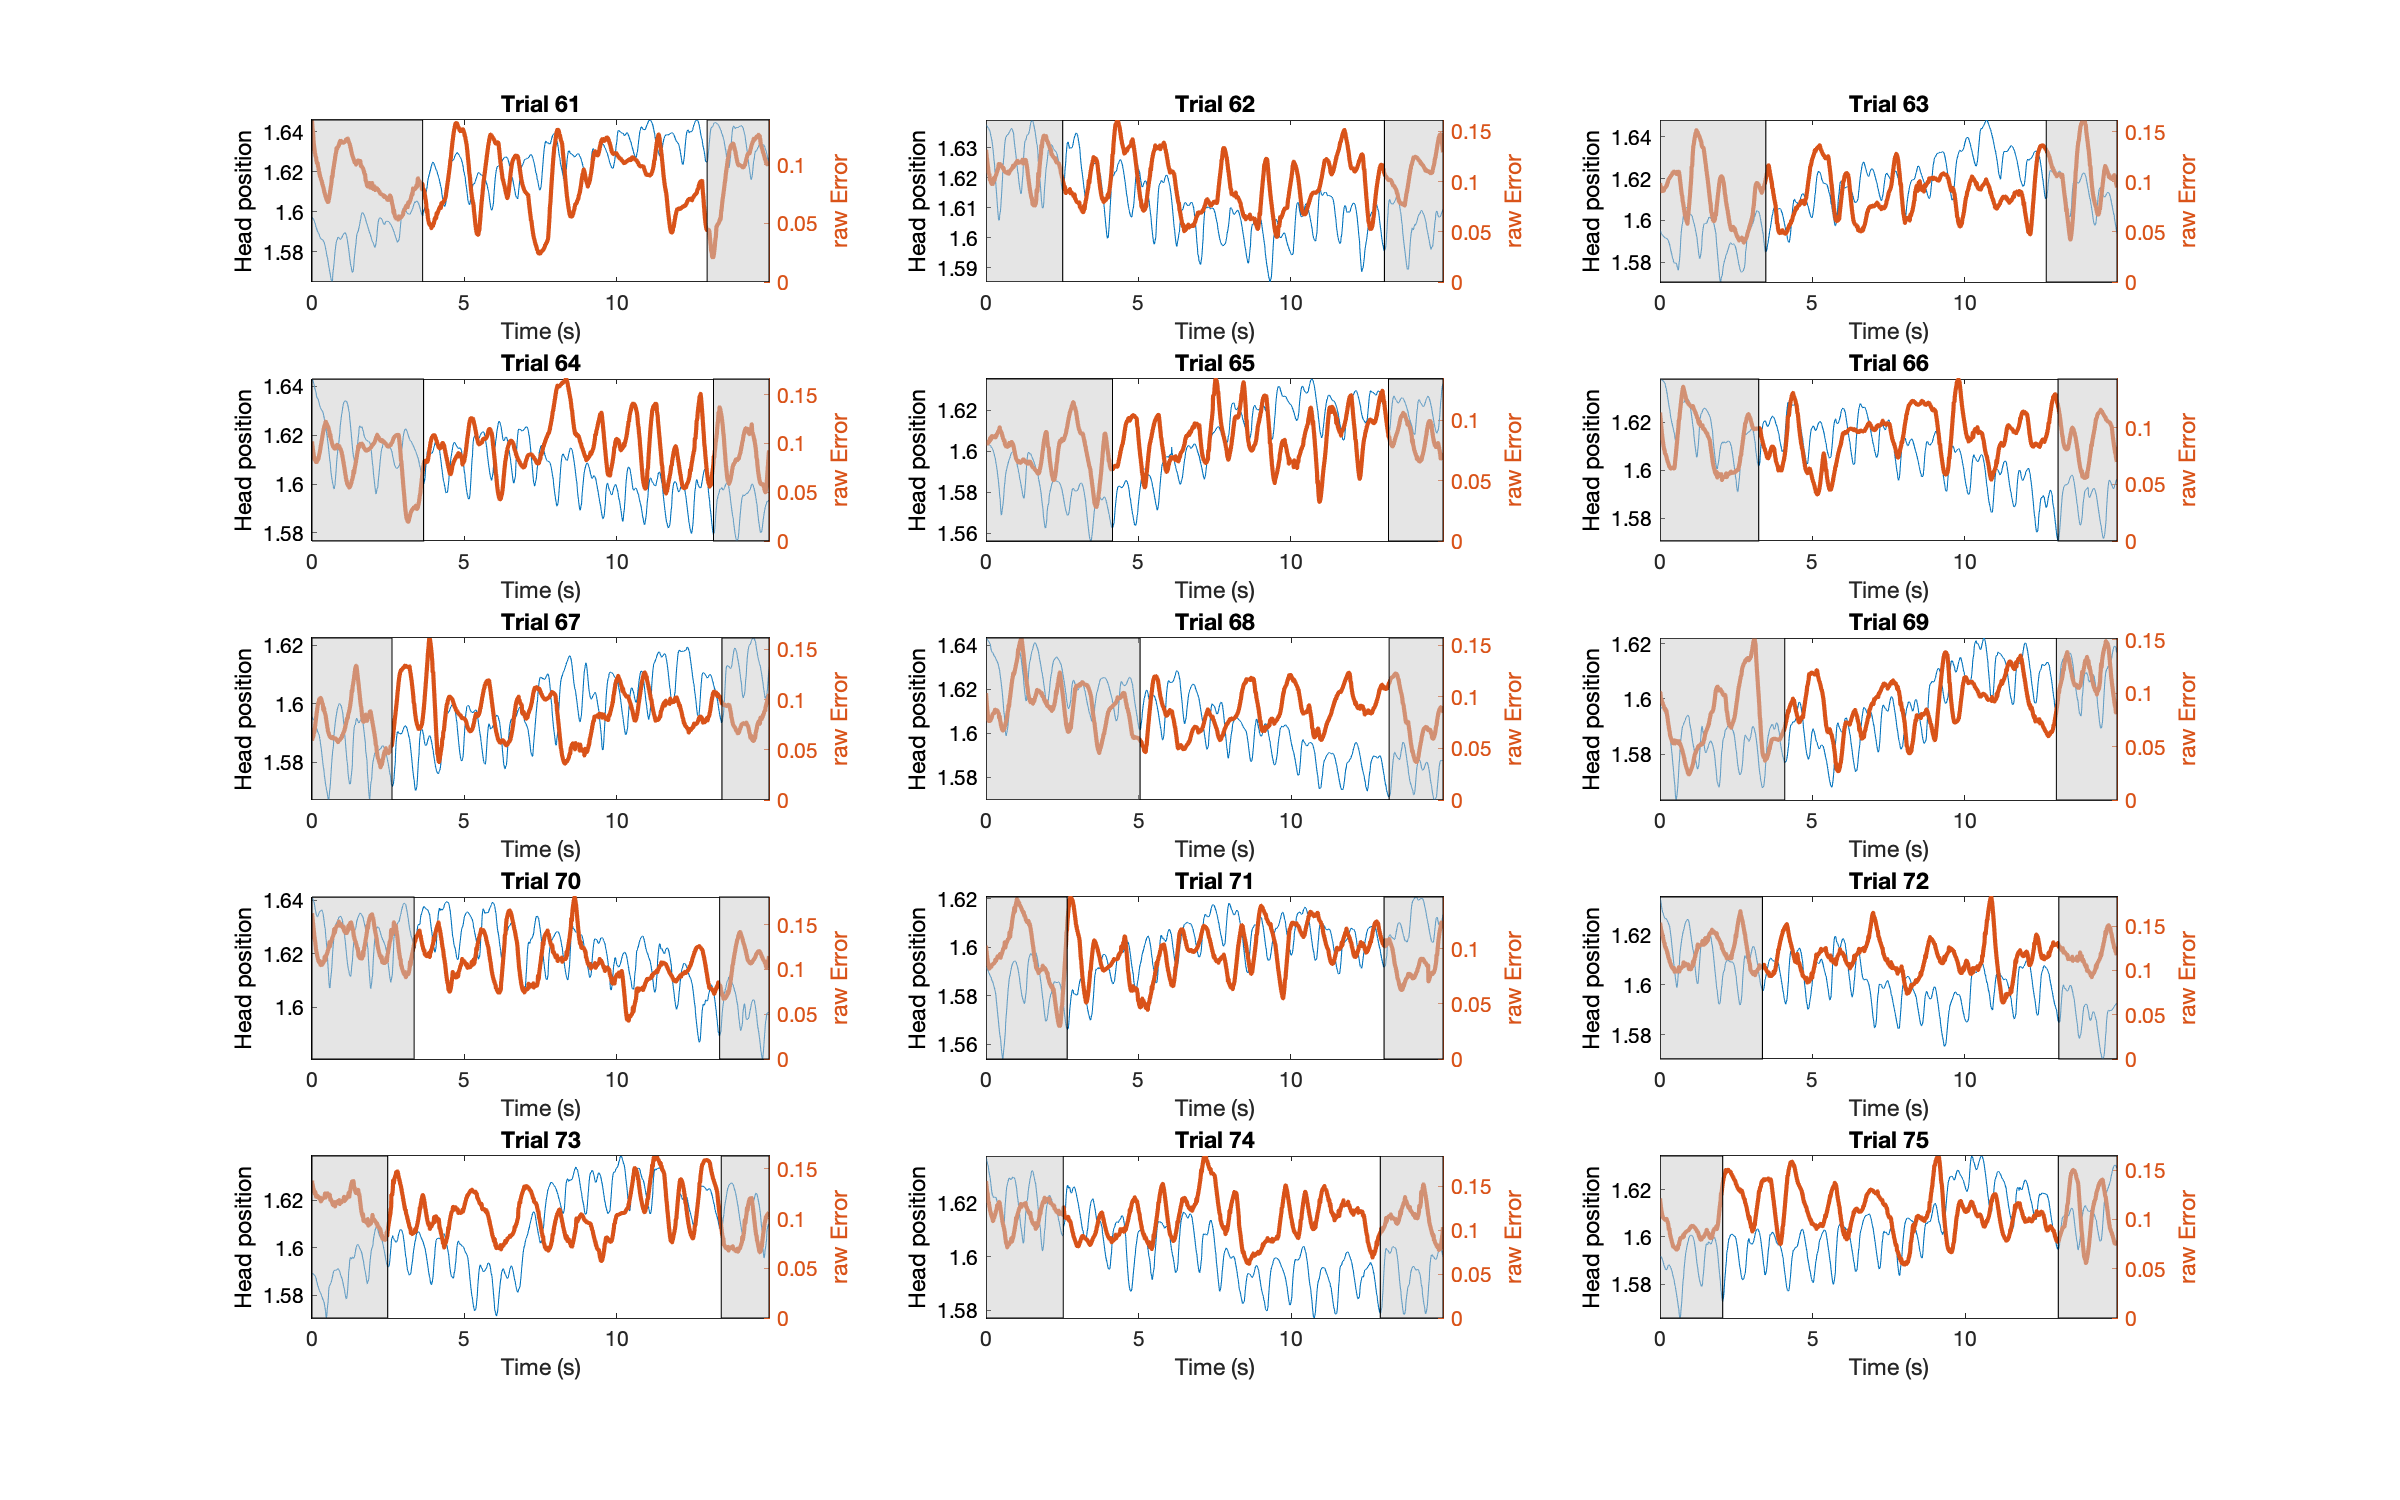 Trial 61
Trial 62
Trial 63
Head position
1.64
1.62
1.6
1.58
0.1
0.05
0
raw Error
0
5
10
Time (s)
Head position
1.63
1.62
1.61
1.6
1.59
0.15
0.1
0.05
0
raw Error
0
5
10
Time (s)
Head position
1.64
1.62
1.6
1.58
0.15
0.1
0.05
0
raw Error
0
5
10
Time (s)
Trial 64
Trial 65
Trial 66
Head position
1.64
1.62
1.6
1.58
0.15
0.1
0.05
0
raw Error
0
5
10
Time (s)
Head position
1.62
1.6
1.58
1.56
0.1
0.05
0
raw Error
0
5
10
Time (s)
Head position
1.62
1.6
1.58
0.1
0.05
0
raw Error
0
5
10
Time (s)
Trial 67
Trial 68
Trial 69
Head position
1.62
1.6
1.58
0.15
0.1
0.05
0
raw Error
0
5
10
Time (s)
Head position
1.64
1.62
1.6
1.58
0.15
0.1
0.05
0
raw Error
0
5
10
Time (s)
Head position
1.62
1.6
1.58
0.15
0.1
0.05
0
raw Error
0
5
10
Time (s)
Trial 70
Trial 71
Trial 72
Head position
1.64
1.62
1.6
0.15
0.1
0.05
0
raw Error
0
5
10
Time (s)
Head position
1.62
1.6
1.58
1.56
0.1
0.05
0
raw Error
0
5
10
Time (s)
Head position
1.62
1.6
1.58
0.15
0.1
0.05
0
raw Error
0
5
10
Time (s)
Trial 73
Trial 74
Trial 75
Head position
1.62
1.6
1.58
0.15
0.1
0.05
0
raw Error
0
5
10
Time (s)
Head position
1.62
1.6
1.58
0.15
0.1
0.05
0
raw Error
0
5
10
Time (s)
Head position
1.62
1.6
1.58
0.15
0.1
0.05
0
raw Error
0
5
10
Time (s)